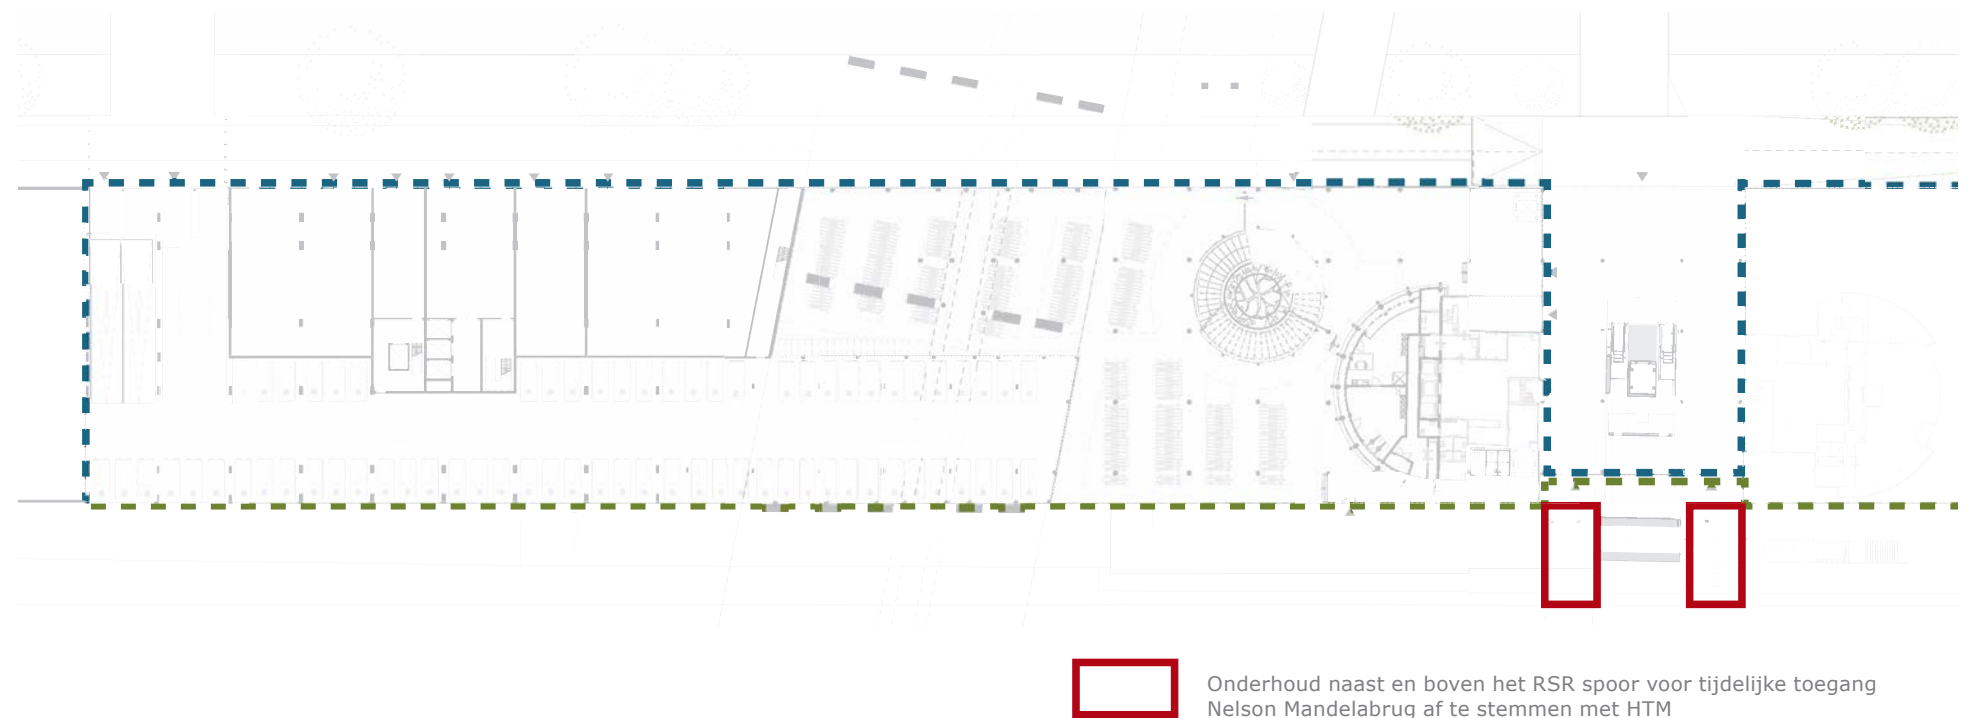 Onderhoud naast en boven het RSR spoor voor tijdelijke toegang
Nelson Mandelabrug af te stemmen met HTM